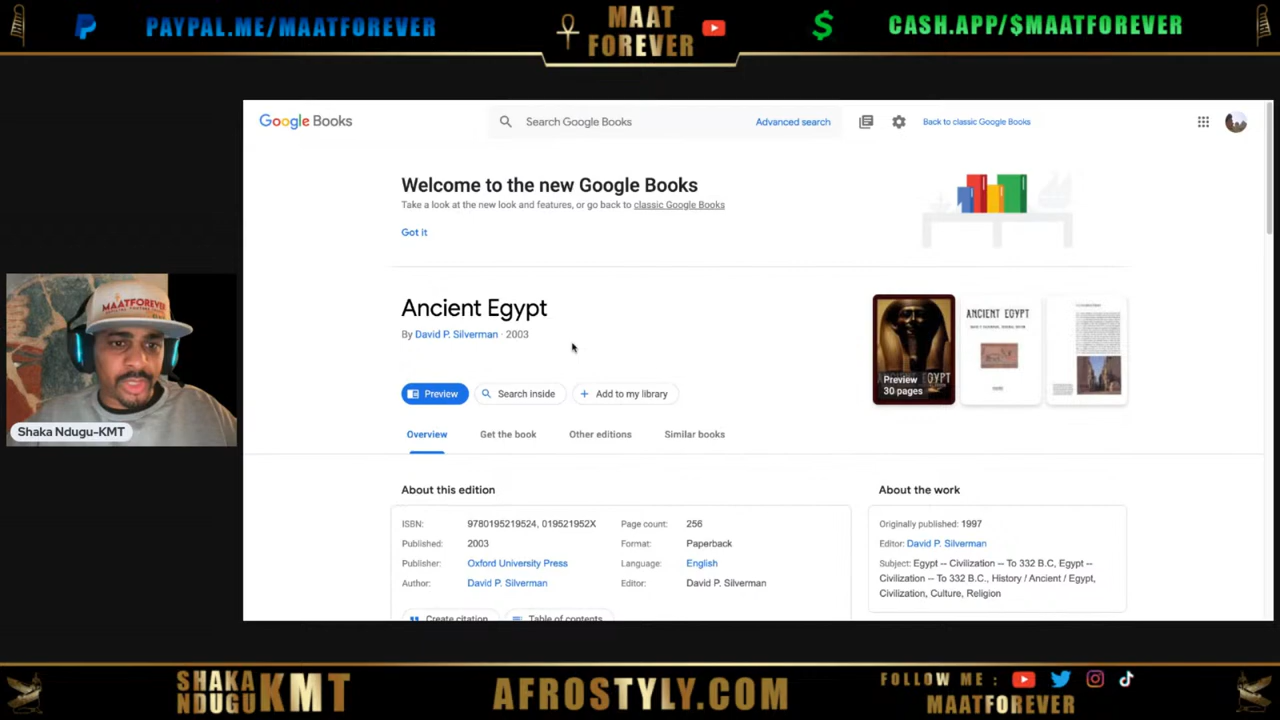 PAYPAL.ME/MAATFOREVER
MAAT
FOREVER
CASH.APP/$MAATFOREVER
Google Books
Search Google Books
Advanced search
Back to classic Google Books
Welcome to the new Google Books
Take a look at the new look and features, or go back to classic Google Books
Got it
Ancient Egypt
By David P. Silverman · 2003
Preview
30 pages
ANCIENT EGYPT
Preview
Search inside
Add to my library
Overview
Get the book
Other editions
Similar books
About this edition
ISBN: 9780195219524, 019521952X
Page count: 256
Published: 2003
Format: Paperback
Publisher: Oxford University Press
Language: English
Author: David P. Silverman
Editor: David P. Silverman
Create citation
Table of contents
About the work
Originally published: 1997
Editor: David P. Silverman
Subject: Egypt -- Civilization -- To 332 B.C, Egypt --
Civilization -- To 332 B.C., History / Ancient / Egypt,
Civilization, Culture, Religion
MAATFOREVER
Shaka Ndugu-KMT
SHAKA
NDUGU
KMT
AFROSTYLY.COM
FOLLOW ME :
MAATFOREVER